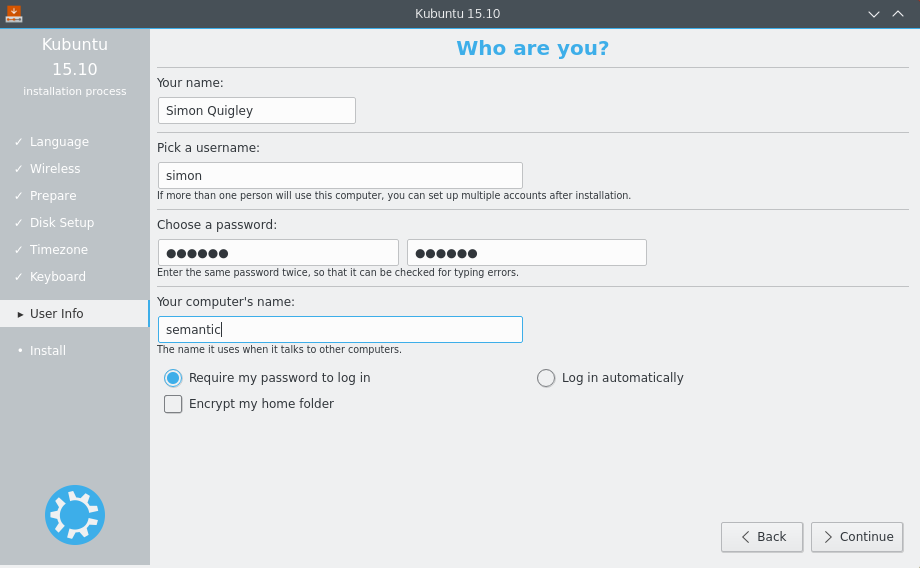 Kubuntu 15.10
Kubuntu
15.10
installation process
✓ Language
✓ Wireless
✓ Prepare
✓ Disk Setup
✓ Timezone
✓ Keyboard
▸ User Info
• Install
Who are you?
Your name:
Simon Quigley
Pick a username:
simon
If more than one person will use this computer, you can set up multiple accounts after installation.
Choose a password:
●●●●●● ●●●●●●
Enter the same password twice, so that it can be checked for typing errors.
Your computer's name:
semantic
The name it uses when it talks to other computers.
Require my password to log in Log in automatically
Encrypt my home folder
Back Continue